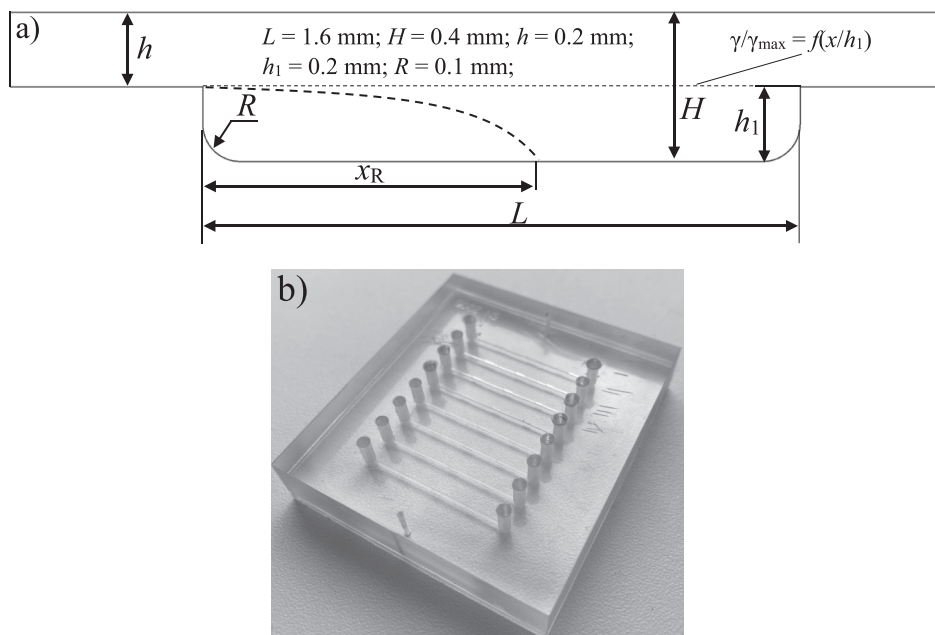 a)
h
L = 1.6 mm; H = 0.4 mm; h = 0.2 mm;
h₁ = 0.2 mm; R = 0.1 mm;
γ/γmax = f(x/h₁)
R
H
h₁
xR
L
b)